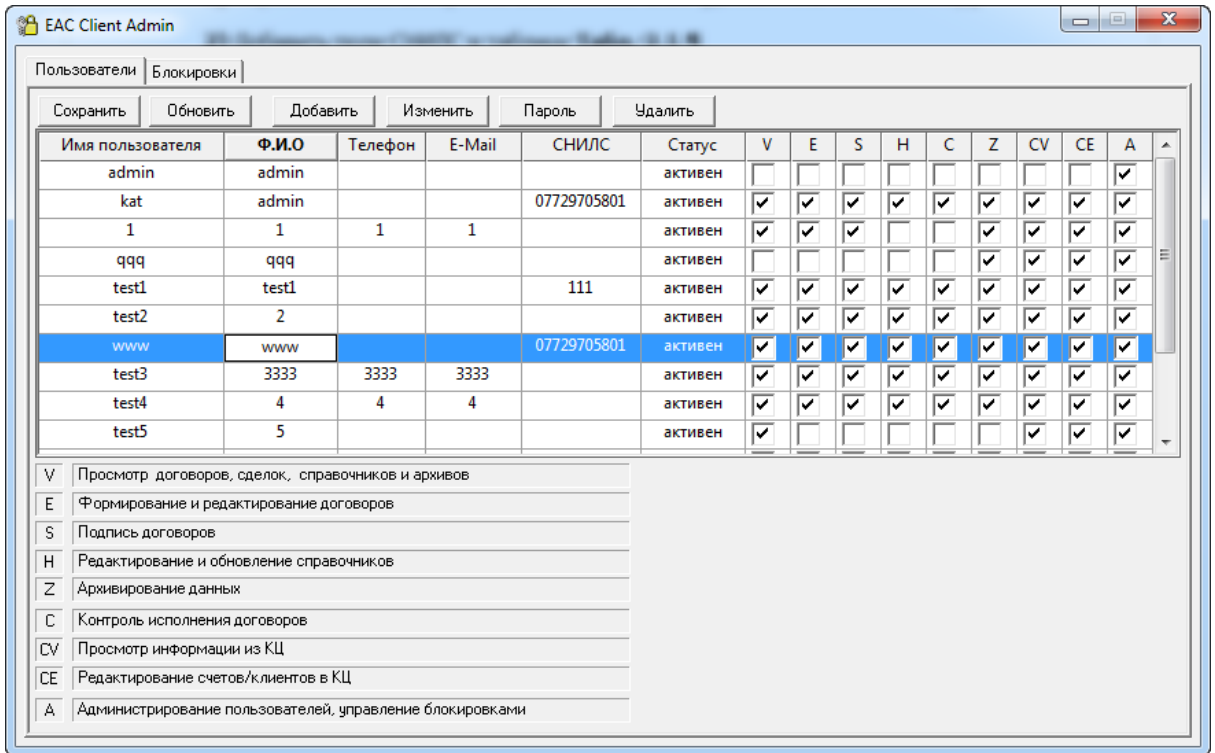 EAC Client Admin
Пользователи Блокировки
Сохранить Обновить Добавить Изменить Пароль Удалить
Имя пользователя Ф.И.О Телефон E-Mail СНИЛС Статус V E S H C Z CV CE A
admin admin активен
kat admin 07729705801 активен
1 1 1 1 активен
qqq qqq активен
test1 test1 111 активен
test2 2 активен
www www 07729705801 активен
test3 3333 3333 3333 активен
test4 4 4 4 активен
test5 5 активен
V Просмотр договоров, сделок, справочников и архивов
E Формирование и редактирование договоров
S Подпись договоров
H Редактирование и обновление справочников
Z Архивирование данных
C Контроль исполнения договоров
CV Просмотр информации из КЦ
CE Редактирование счетов/клиентов в КЦ
A Администрирование пользователей, управление блокировками